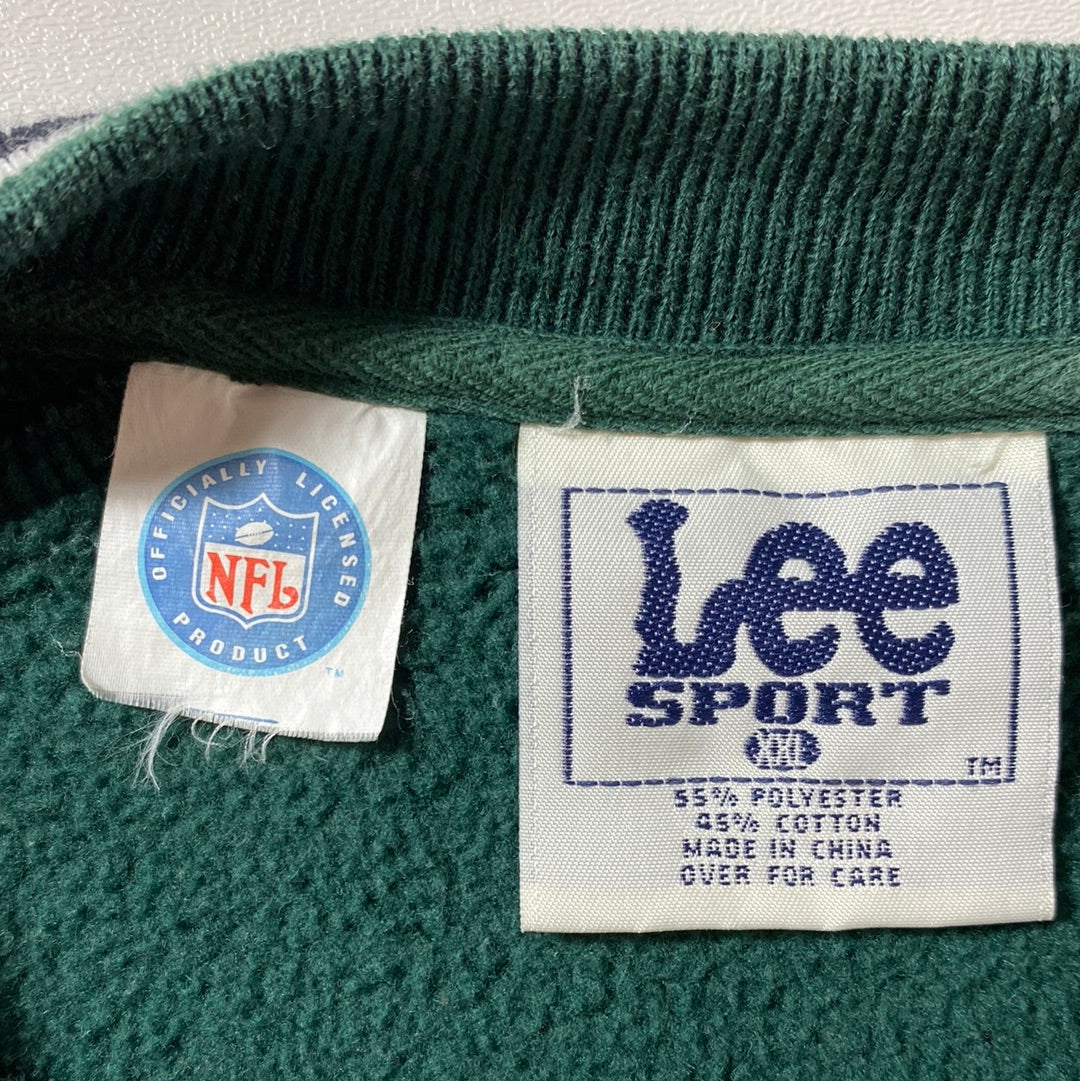 OFFICIALLY LICENSED
NFL
PRODUCT
TM
Lee
SPORT
XXL
TM
55% POLYESTER
45% COTTON
MADE IN CHINA
OVER FOR CARE